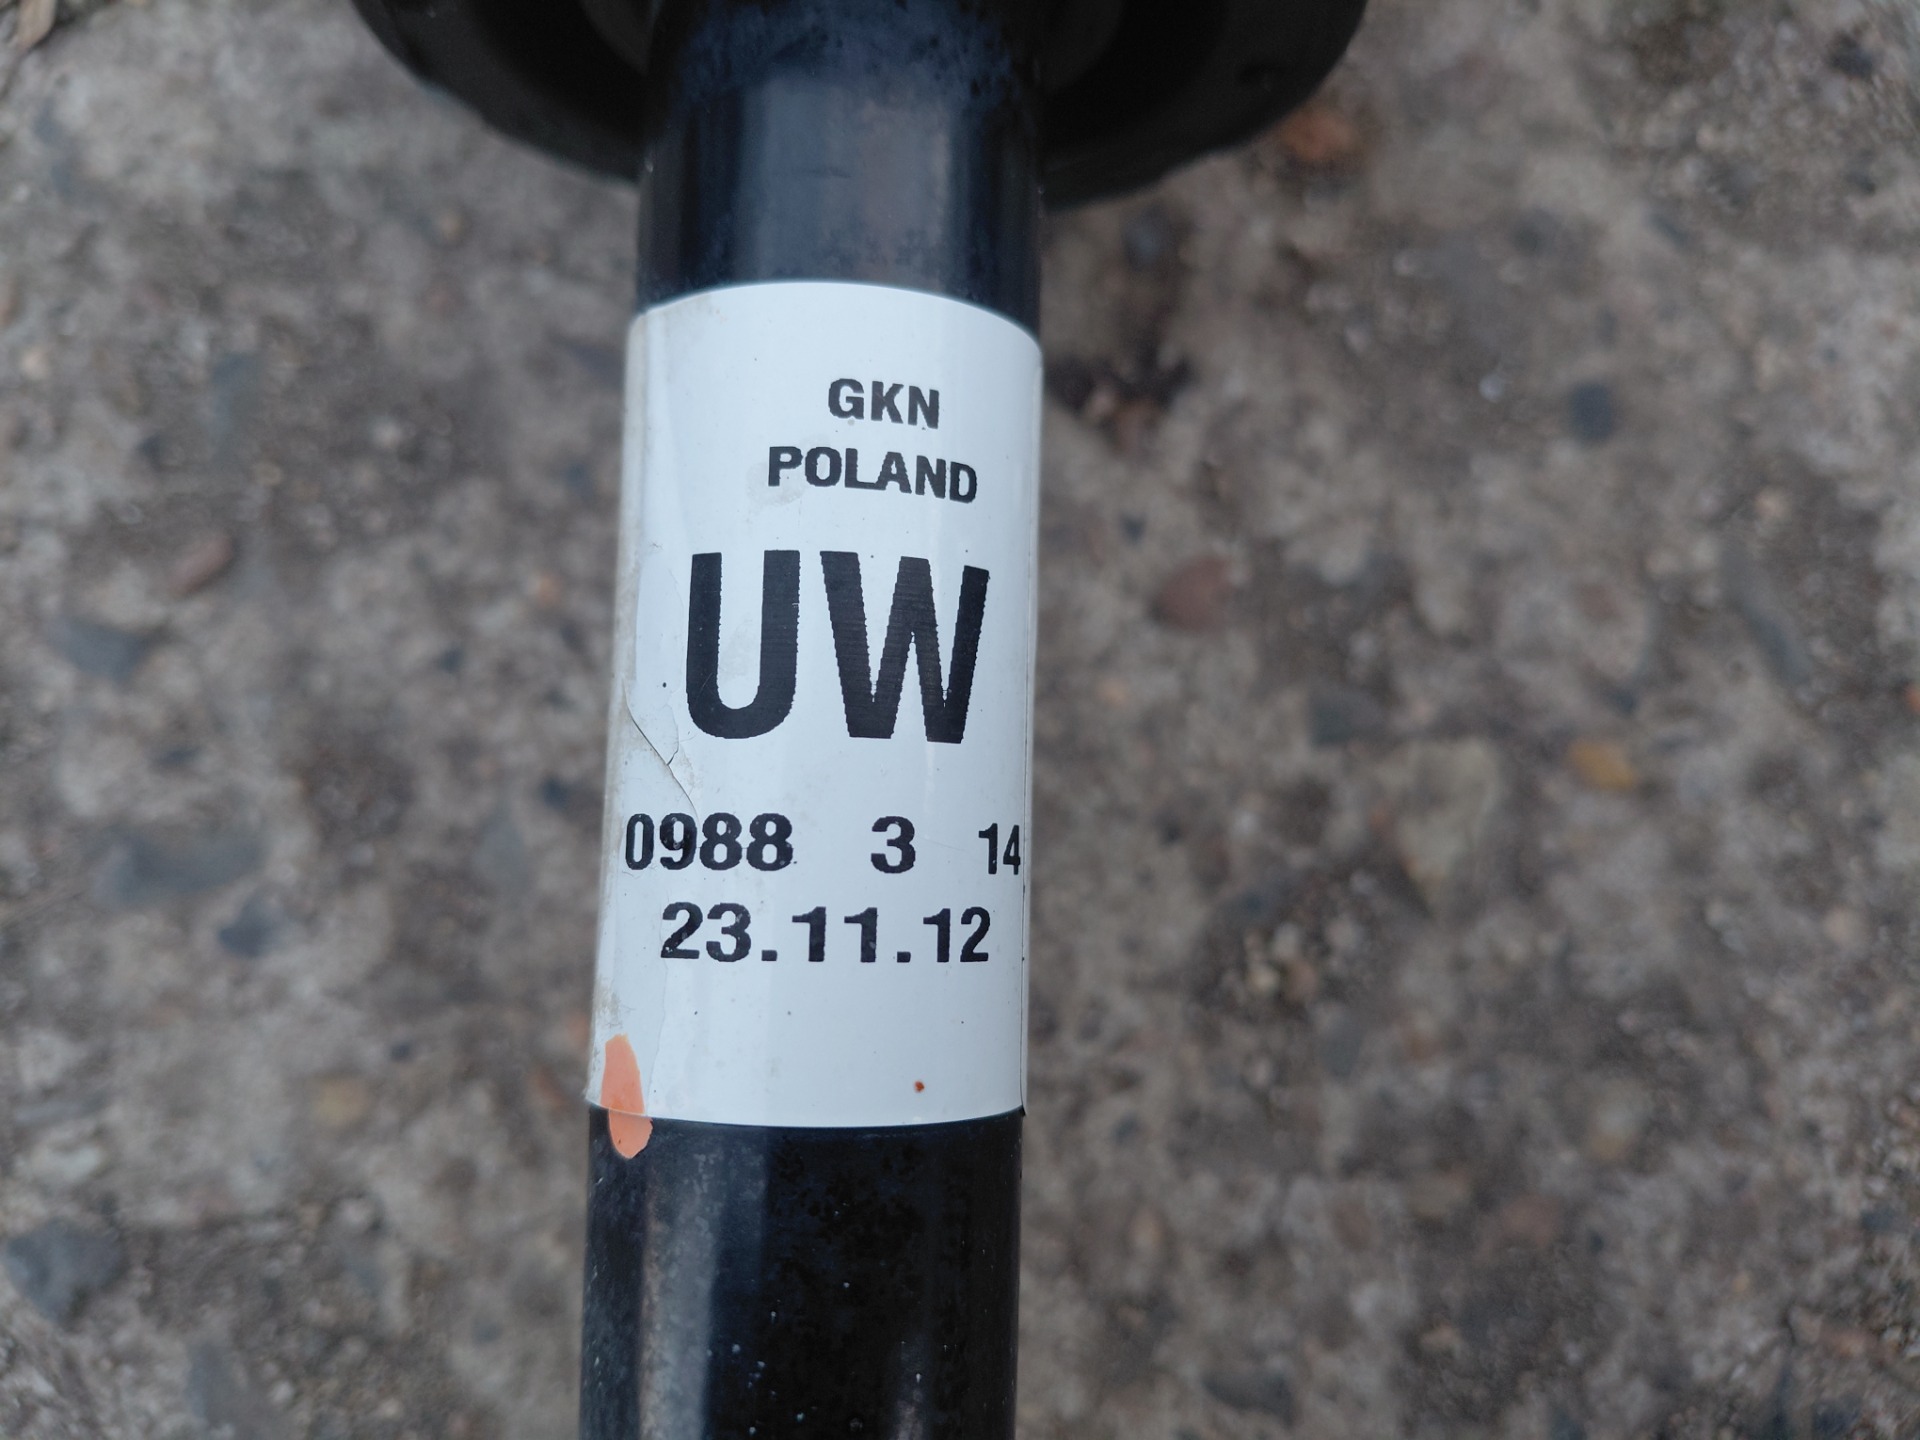 GKN
POLAND
UW
0988 3 14
23.11.12